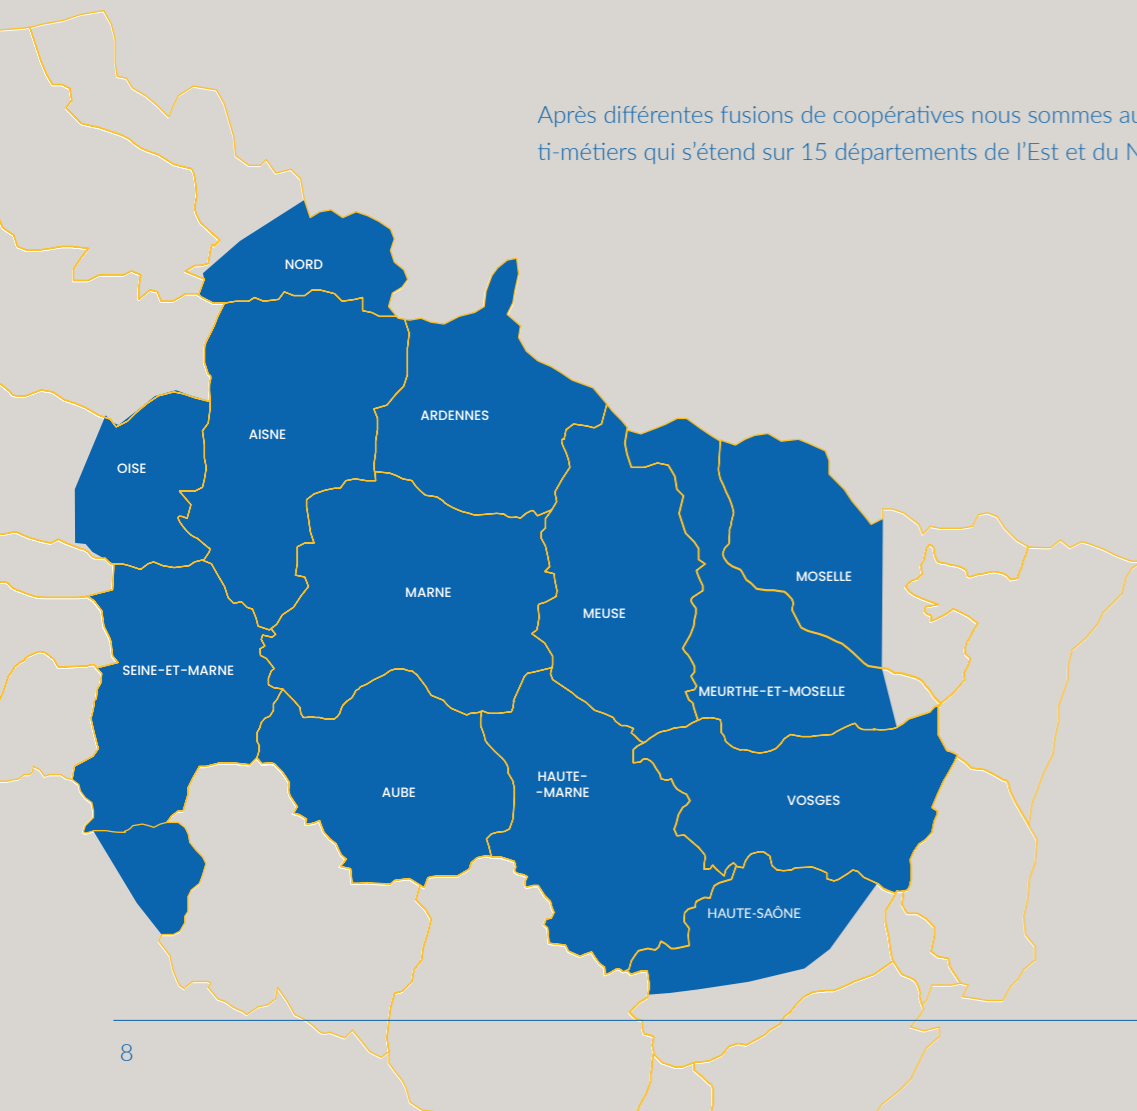 Après différentes fusions de coopératives nous sommes au
ti-métiers qui s'étend sur 15 départements de l'Est et du N
NORD
ARDENNES
AISNE
OISE
MOSELLE
MARNE
MEUSE
SEINE-ET-MARNE
MEURTHE-ET-MOSELLE
HAUTE-
-MARNE
AUBE
VOSGES
HAUTE-SAÔNE
8